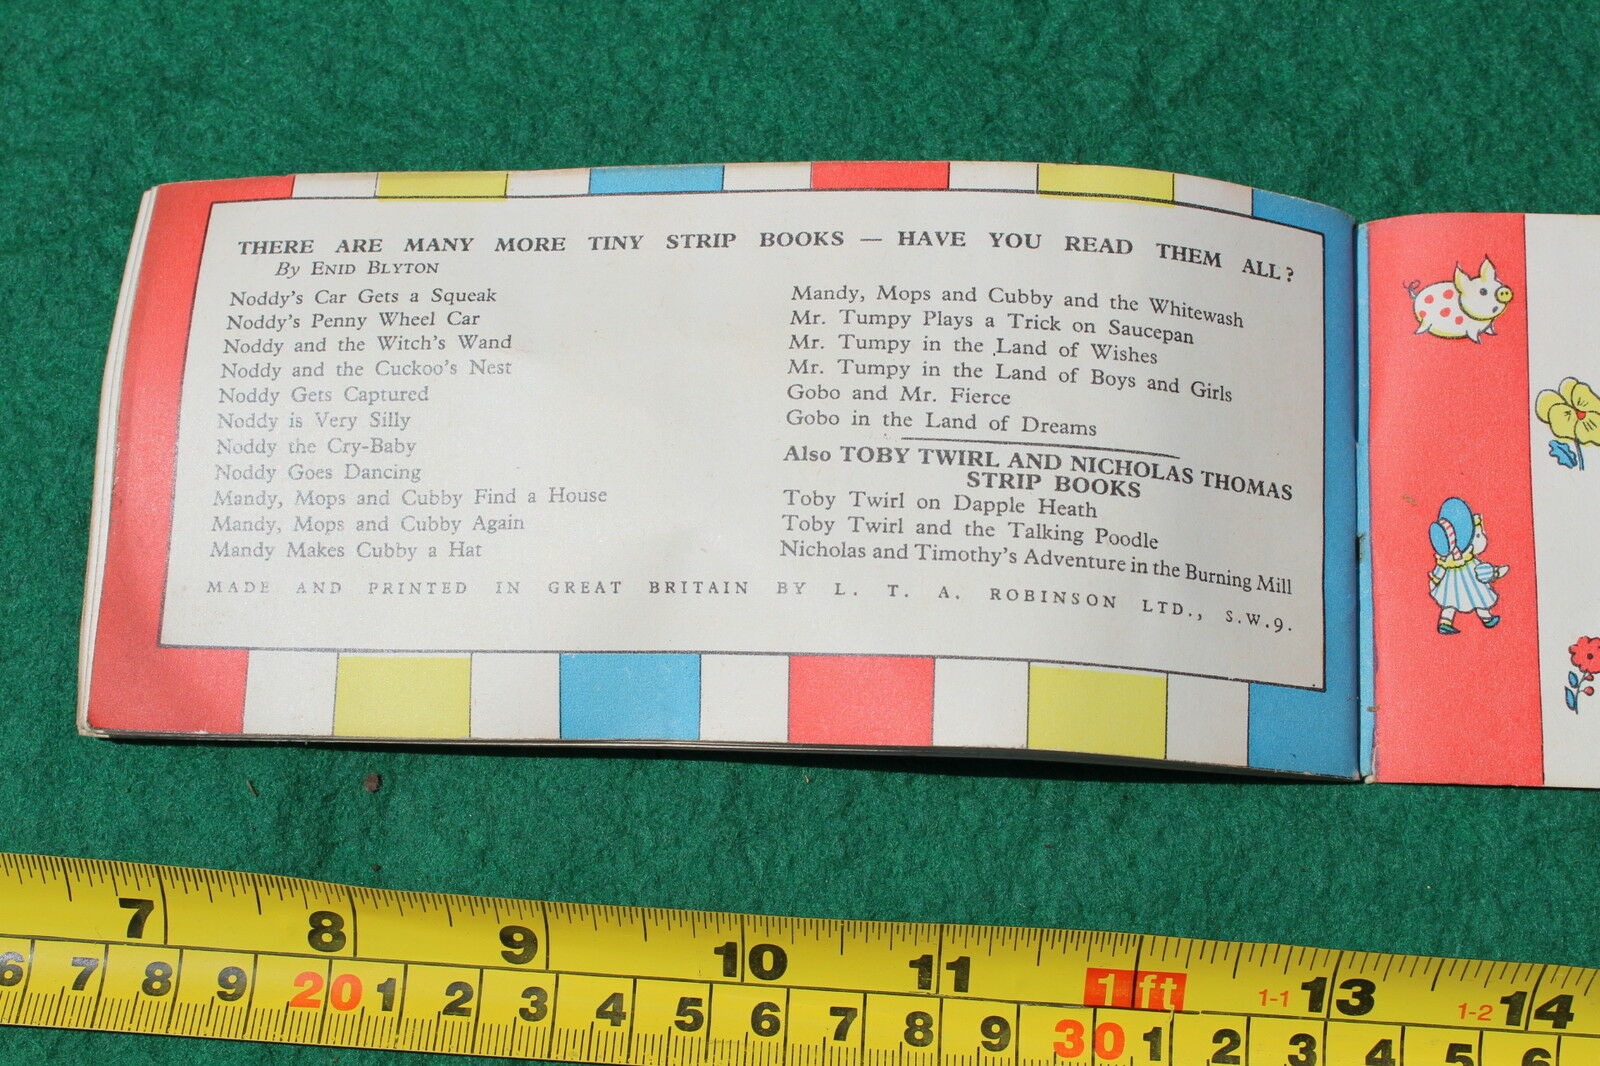 THERE ARE MANY MORE TINY STRIP BOOKS — HAVE YOU READ THEM ALL?
By ENID BLYTON
Noddy's Car Gets a Squeak
Noddy's Penny Wheel Car
Noddy and the Witch's Wand
Noddy and the Cuckoo's Nest
Noddy Gets Captured
Noddy is Very Silly
Noddy the Cry-Baby
Noddy Goes Dancing
Mandy, Mops and Cubby Find a House
Mandy, Mops and Cubby Again
Mandy Makes Cubby a Hat
Mandy, Mops and Cubby and the Whitewash
Mr. Tumpy Plays a Trick on Saucepan
Mr. Tumpy in the Land of Wishes
Mr. Tumpy in the Land of Boys and Girls
Gobo and Mr. Fierce
Gobo in the Land of Dreams
Also TOBY TWIRL AND NICHOLAS THOMAS
STRIP BOOKS
Toby Twirl on Dapple Heath
Toby Twirl and the Talking Poodle
Nicholas and Timothy's Adventure in the Burning Mill
MADE AND PRINTED IN GREAT BRITAIN BY L. T. A. ROBINSON LTD., S.W.9.
7 8 9 10 11 1 ft 1-1 13 1-2 14
6 7 8 9 20 1 2 3 4 5 6 7 8 9 30 1 2 3 4 5 6